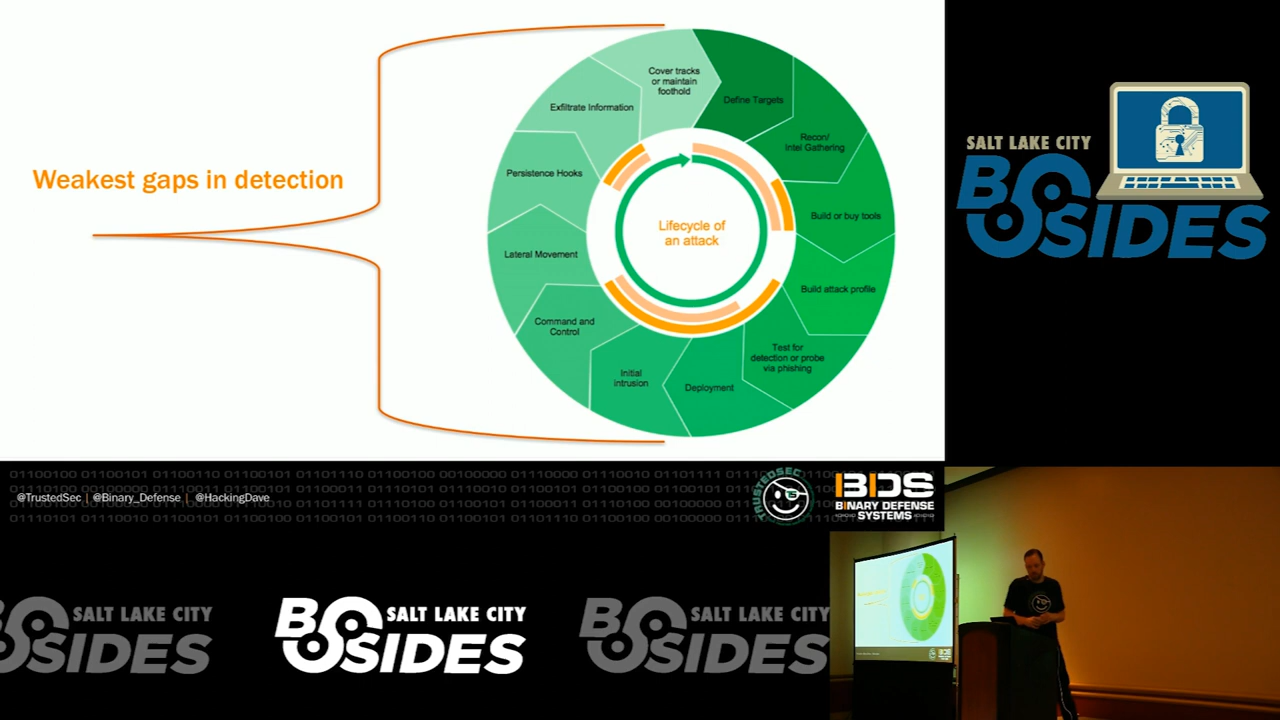 Weakest gaps in detection
Cover tracks
or maintain
foothold
Define Targets
Recon/
Intel Gathering
Build or buy tools
Build attack profile
Test for
detection or probe
via phishing
Deployment
Initial
intrusion
Command and
Control
Lateral Movement
Persistence Hooks
Exfiltrate Information
Lifecycle of
an attack
SALT LAKE CITY
BSIDES
@TrustedSec | @Binary_Defense | @HackingDave
TRUSTEDSEC
BDS
BINARY DEFENSE
SYSTEMS
SALT LAKE CITY
SIDES
SALT LAKE CITY
BSIDES
SALT LAKE CITY
BSIDES
BDS